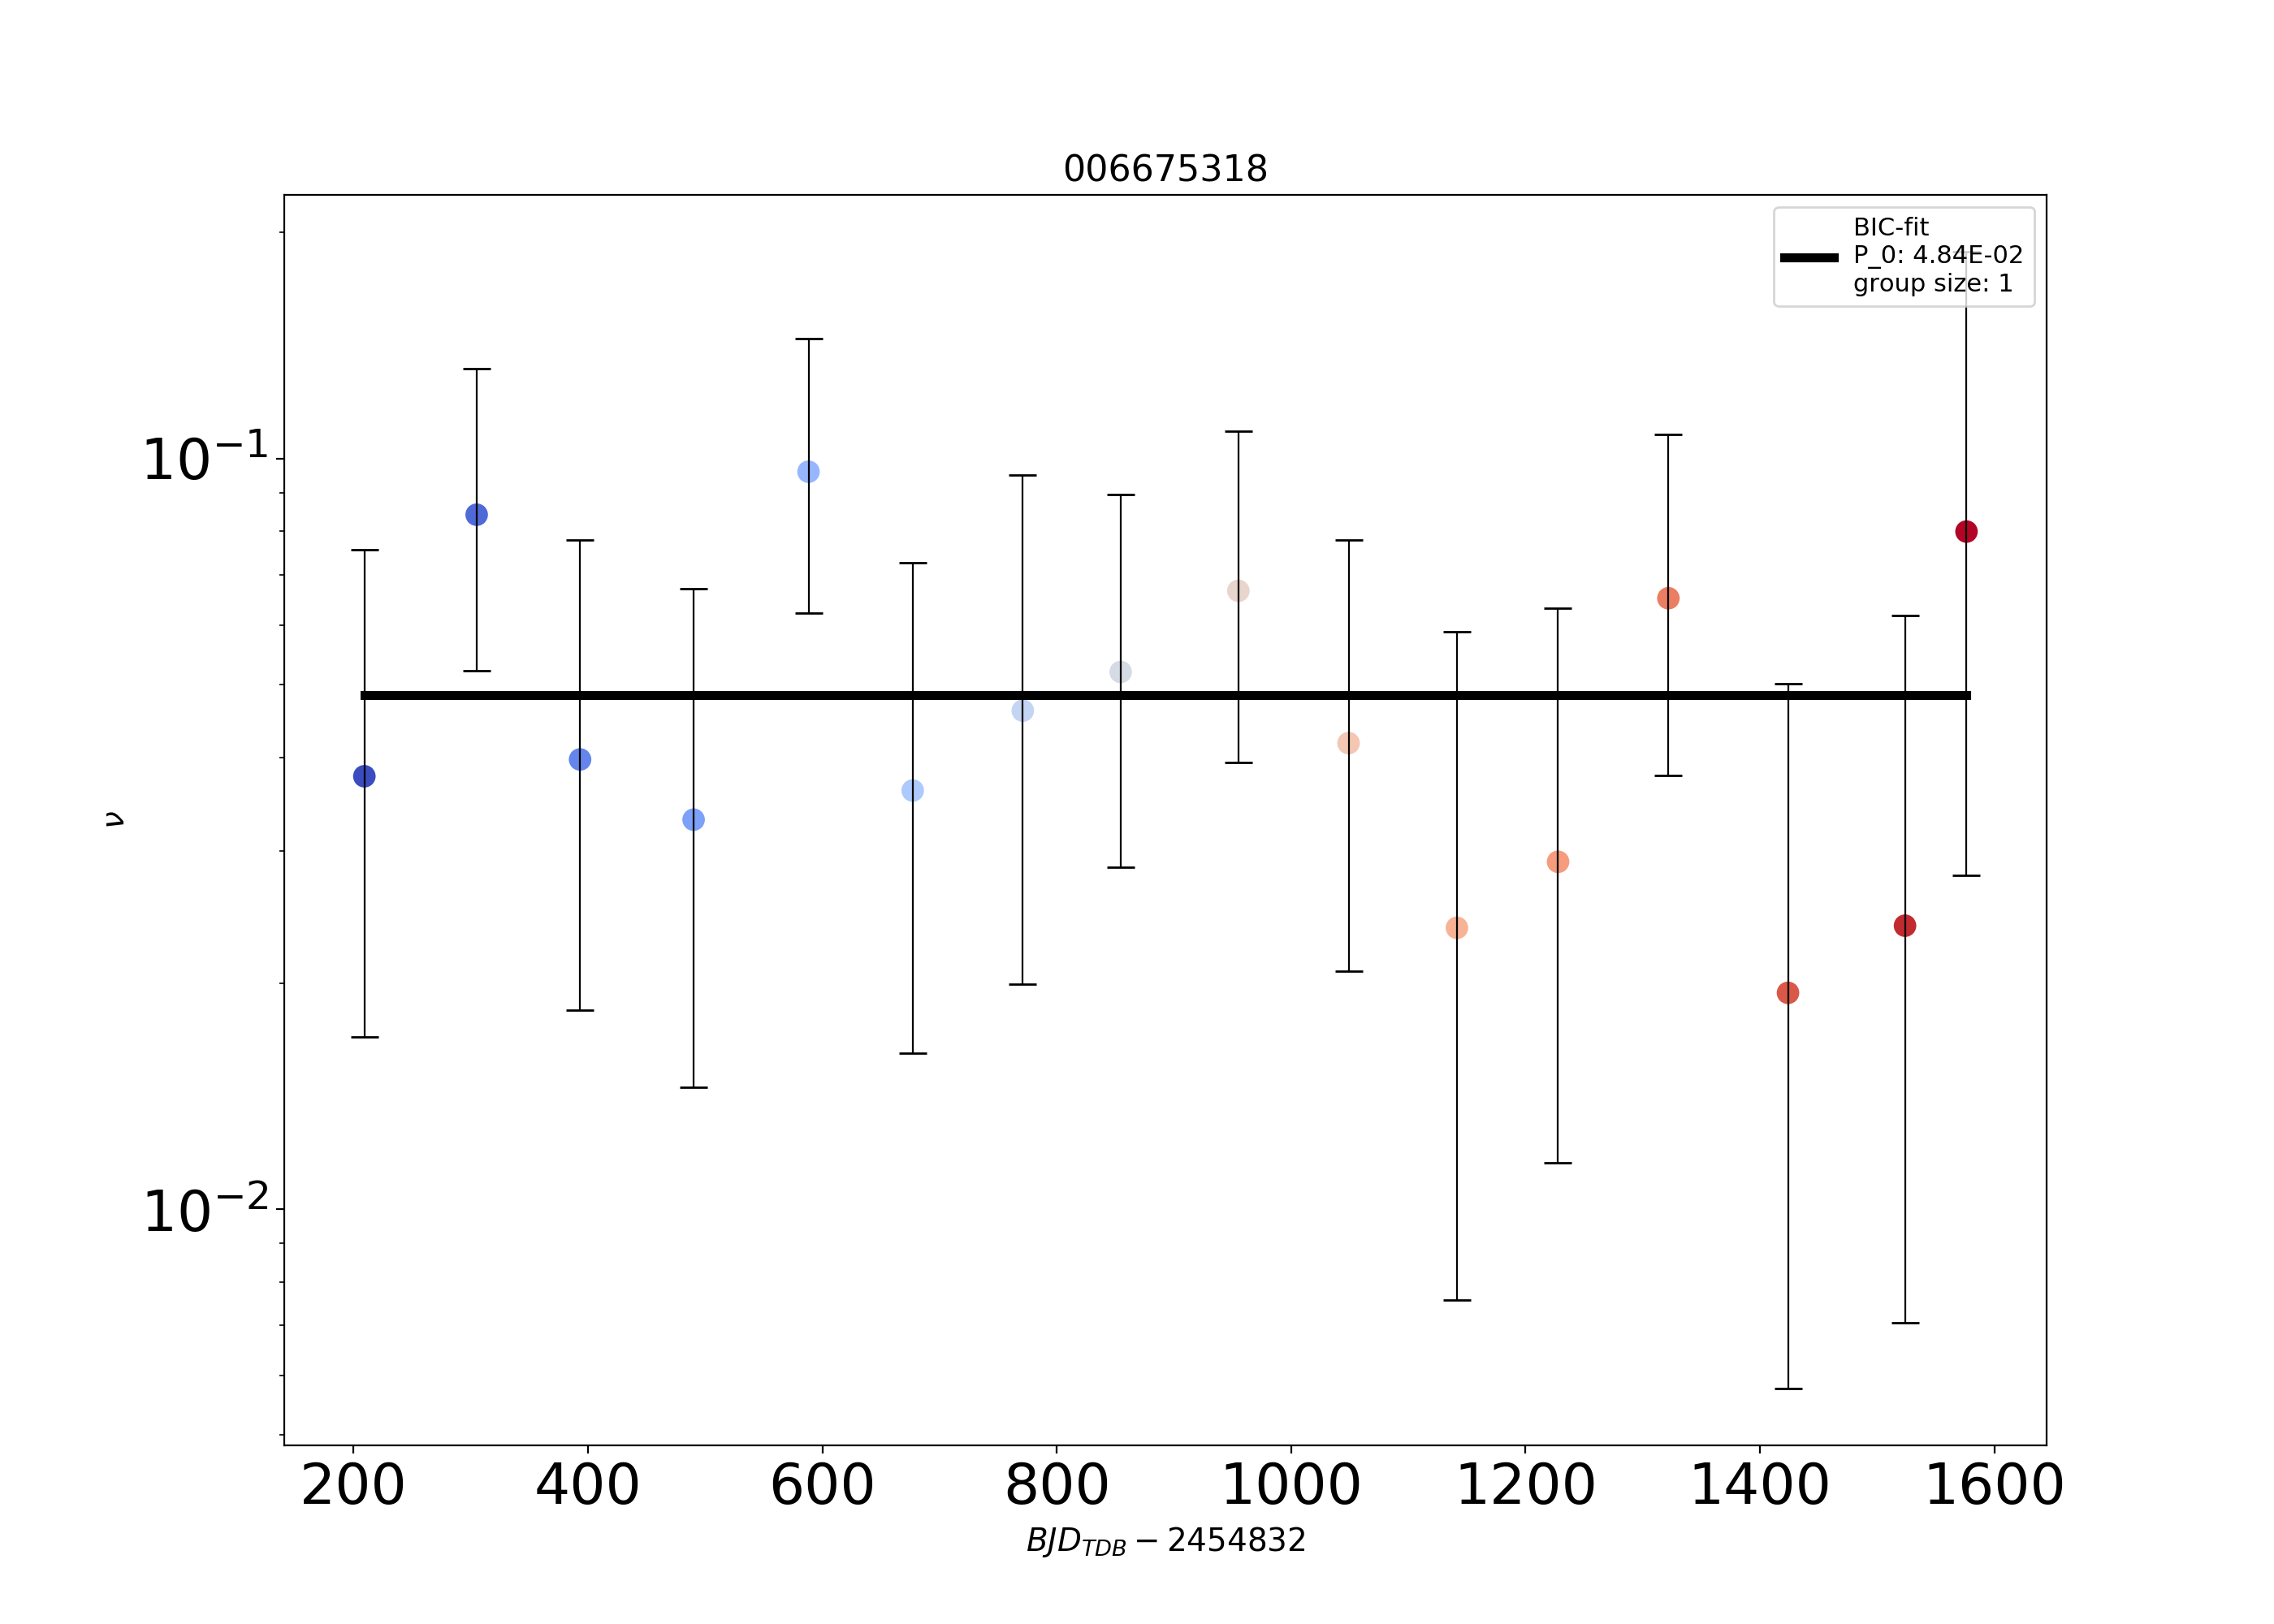 006675318
BIC-fit
P_0: 4.84E-02
group size: 1
10⁻¹
10⁻²
ν
200 400 600 800 1000 1200 1400 1600
BJD_TDB − 2454832